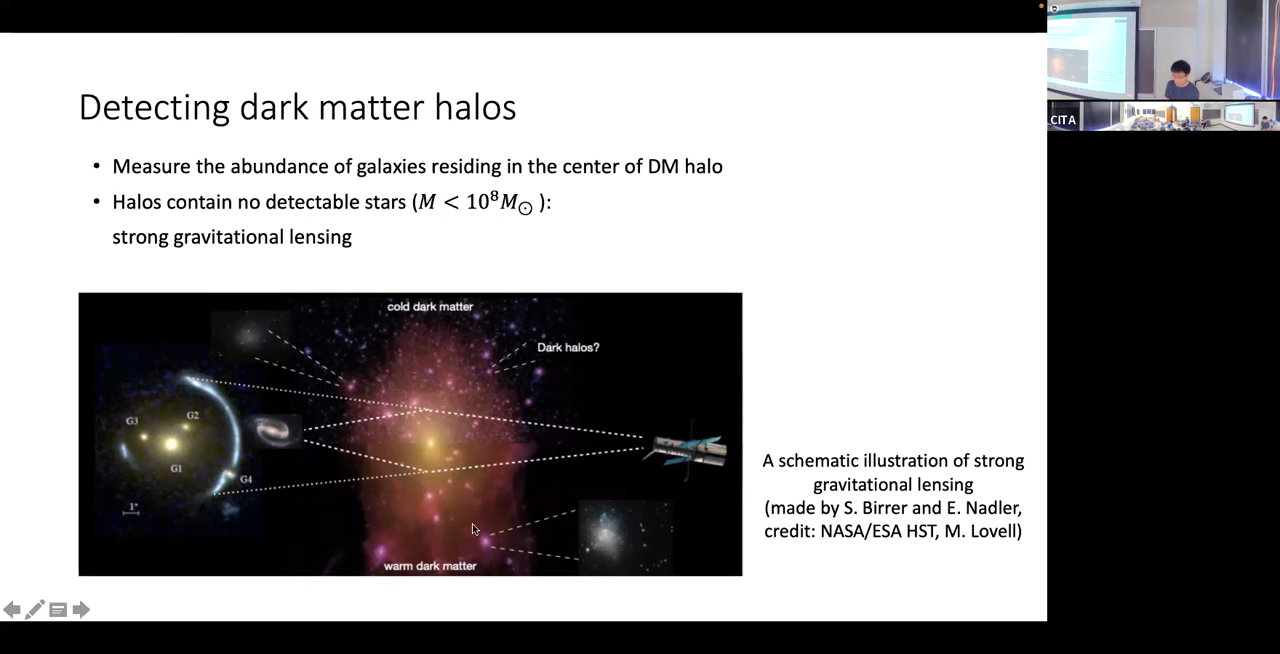 Detecting dark matter halos
• Measure the abundance of galaxies residing in the center of DM halo
• Halos contain no detectable stars (M < 10⁸M⨀ ):
strong gravitational lensing
cold dark matter
Dark halos?
G3
G2
G1
G4
1"
warm dark matter
A schematic illustration of strong
gravitational lensing
(made by S. Birrer and E. Nadler,
credit: NASA/ESA HST, M. Lovell)
CITA